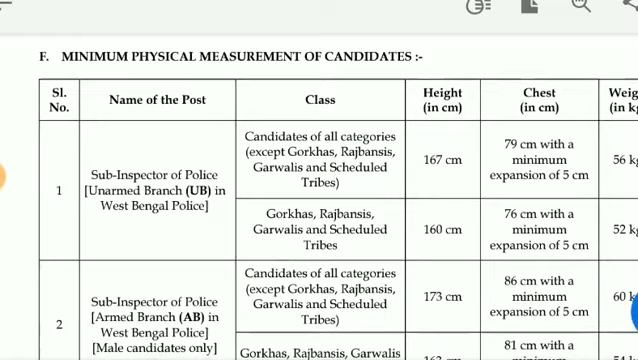 F. MINIMUM PHYSICAL MEASUREMENT OF CANDIDATES :-
Sl. No. Name of the Post Class Height (in cm) Chest (in cm) Weig (in k
1
Sub-Inspector of Police
[Unarmed Branch (UB) in
West Bengal Police]
Candidates of all categories
(except Gorkhas, Rajbansis,
Garwalis and Scheduled
Tribes)
167 cm
79 cm with a
minimum
expansion of 5 cm
56 kg
Gorkhas, Rajbansis,
Garwalis and Scheduled
Tribes
160 cm
76 cm with a
minimum
expansion of 5 cm
52 kg
2
Sub-Inspector of Police
[Armed Branch (AB) in
West Bengal Police]
[Male candidates only]
Candidates of all categories
(except Gorkhas, Rajbansis,
Garwalis and Scheduled
Tribes)
173 cm
86 cm with a
minimum
expansion of 5 cm
60 k
Gorkhas, Rajbansis, Garwalis
81 cm with a